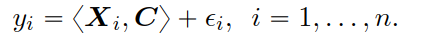 yᵢ = ⟨Xᵢ, C⟩ + ϵᵢ, i = 1, . . . , n.